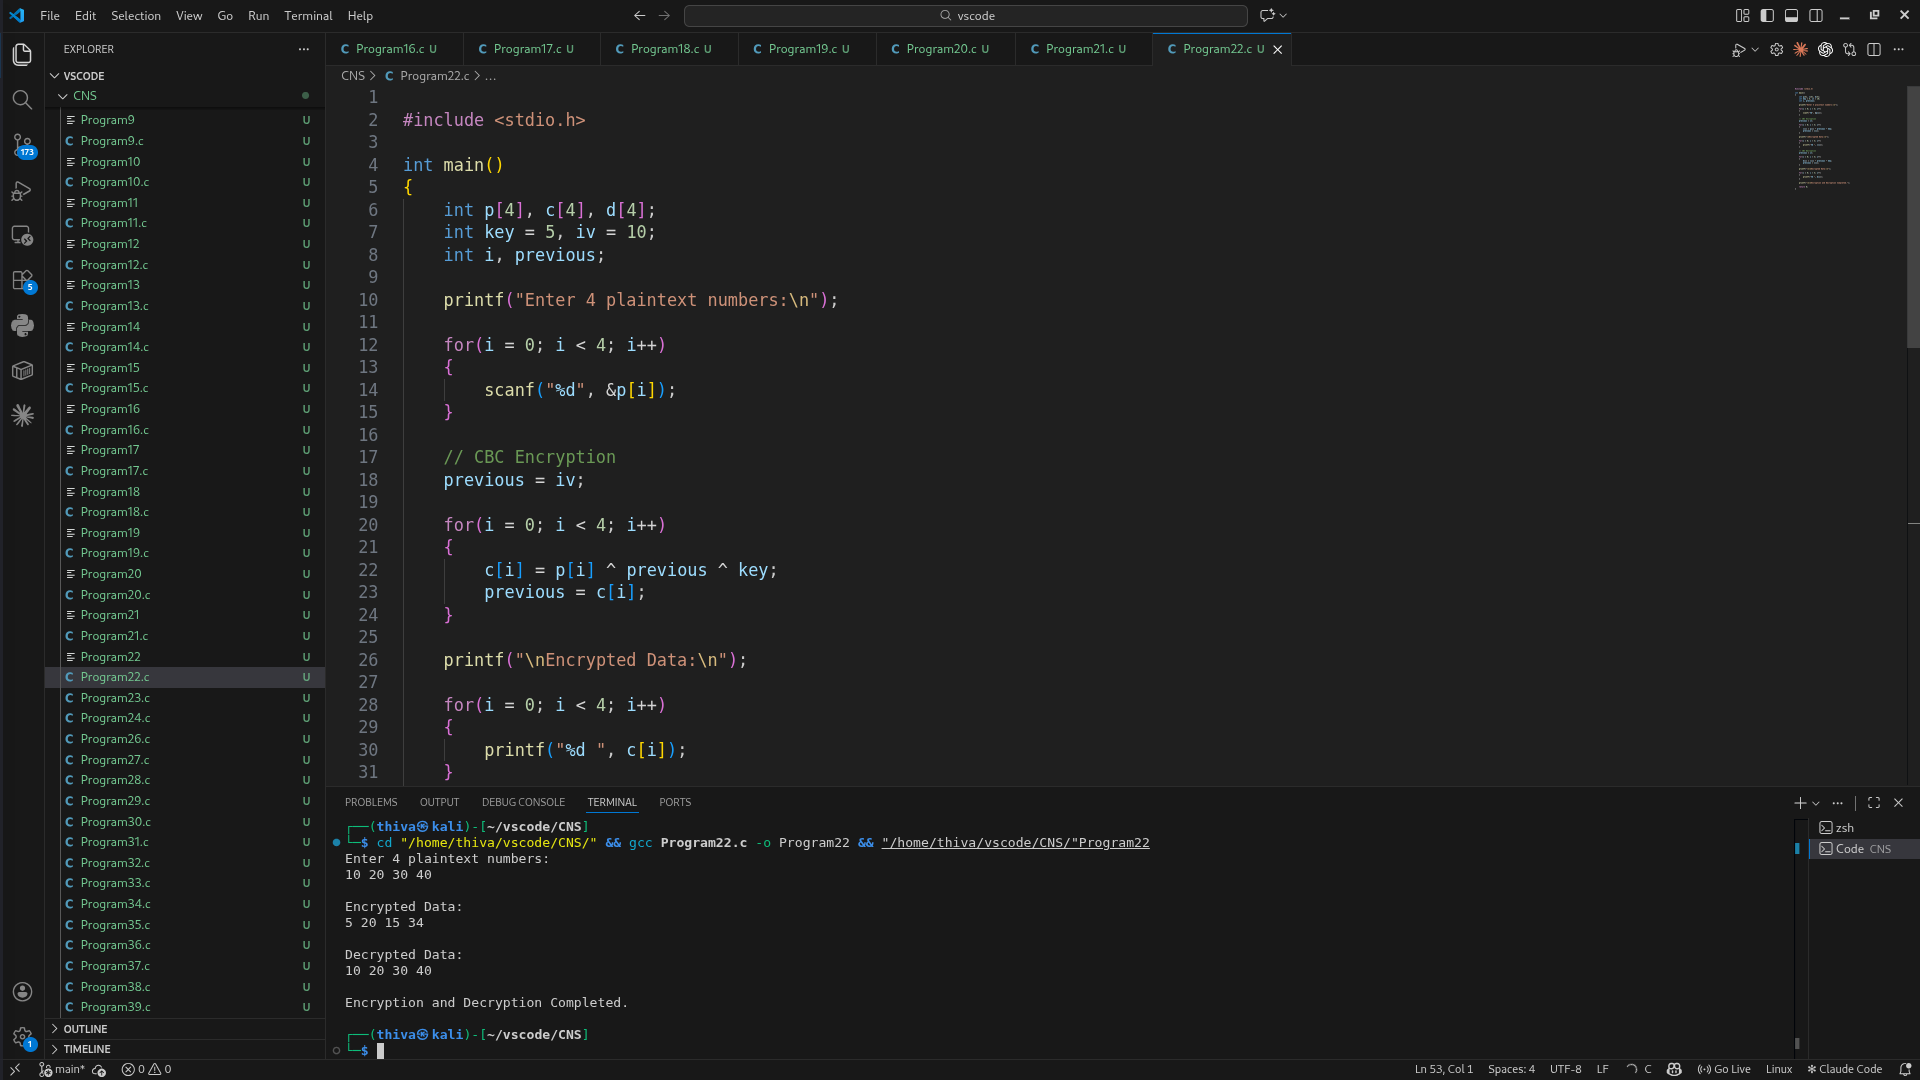 File Edit Selection View Go Run Terminal Help
vscode
EXPLORER
VSCODE
CNS
Program9 U
Program9.c U
Program10 U
Program10.c U
Program11 U
Program11.c U
Program12 U
Program12.c U
Program13 U
Program13.c U
Program14 U
Program14.c U
Program15 U
Program15.c U
Program16 U
Program16.c U
Program17 U
Program17.c U
Program18 U
Program18.c U
Program19 U
Program19.c U
Program20 U
Program20.c U
Program21 U
Program21.c U
Program22 U
Program22.c U
Program23.c U
Program24.c U
Program26.c U
Program27.c U
Program28.c U
Program29.c U
Program30.c U
Program31.c U
Program32.c U
Program33.c U
Program34.c U
Program35.c U
Program36.c U
Program37.c U
Program38.c U
Program39.c U
OUTLINE
TIMELINE
173
5
1
C Program16.c U C Program17.c U C Program18.c U C Program19.c U C Program20.c U C Program21.c U C Program22.c U
CNS > C Program22.c > ...
1
2 #include <stdio.h>
3
4 int main()
5 {
6 int p[4], c[4], d[4];
7 int key = 5, iv = 10;
8 int i, previous;
9
10 printf("Enter 4 plaintext numbers:\n");
11
12 for(i = 0; i < 4; i++)
13 {
14 scanf("%d", &p[i]);
15 }
16
17 // CBC Encryption
18 previous = iv;
19
20 for(i = 0; i < 4; i++)
21 {
22 c[i] = p[i] ^ previous ^ key;
23 previous = c[i];
24 }
25
26 printf("\nEncrypted Data:\n");
27
28 for(i = 0; i < 4; i++)
29 {
30 printf("%d ", c[i]);
31 }
PROBLEMS OUTPUT DEBUG CONSOLE TERMINAL PORTS
┌──(thiva㉿kali)-[~/vscode/CNS]
└─$ cd "/home/thiva/vscode/CNS/" && gcc Program22.c -o Program22 && "/home/thiva/vscode/CNS/"Program22
Enter 4 plaintext numbers:
10 20 30 40
Encrypted Data:
5 20 15 34
Decrypted Data:
10 20 30 40
Encryption and Decryption Completed.
┌──(thiva㉿kali)-[~/vscode/CNS]
└─$
zsh
Code CNS
main* 0 0 Ln 53, Col 1 Spaces: 4 UTF-8 LF C Go Live Linux Claude Code